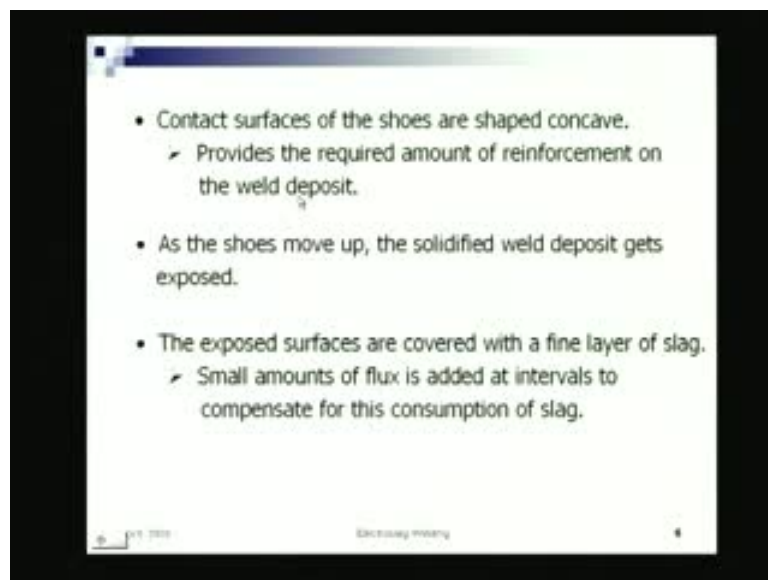 • Contact surfaces of the shoes are shaped concave.
➢ Provides the required amount of reinforcement on
the weld deposit.
• As the shoes move up, the solidified weld deposit gets
exposed.
• The exposed surfaces are covered with a fine layer of slag.
➢ Small amounts of flux is added at intervals to
compensate for this consumption of slag.
Electroslag Welding